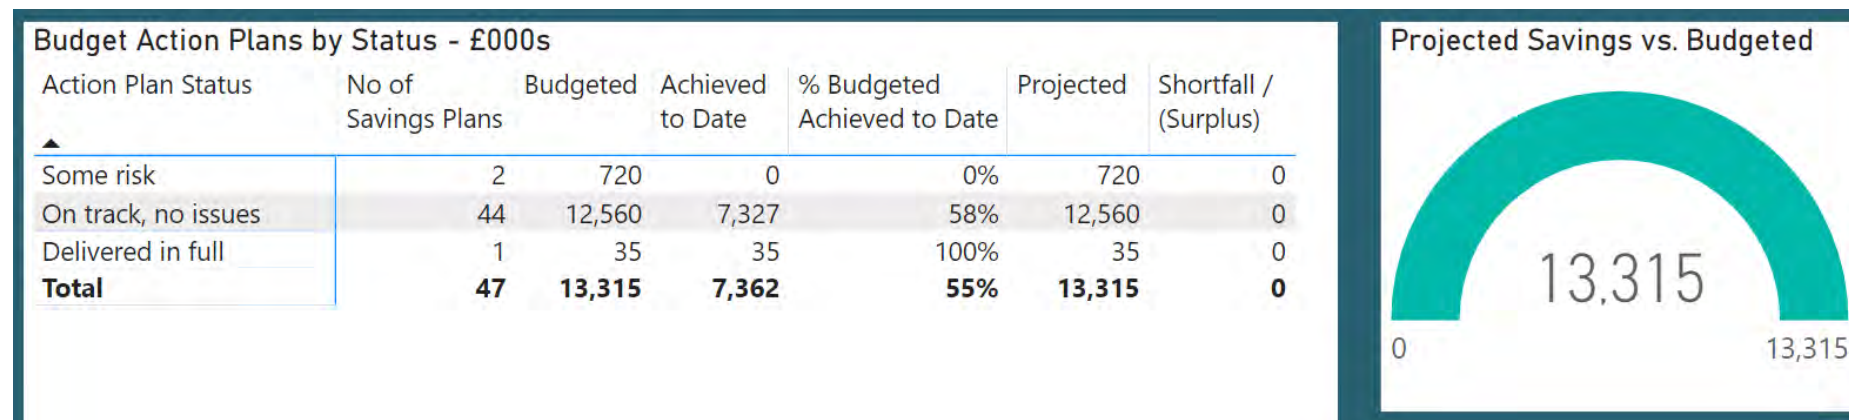 Budget Action Plans by Status - £000s
Action Plan Status No of Savings Plans Budgeted Achieved to Date % Budgeted Achieved to Date Projected Shortfall / (Surplus)
Some risk 2 720 0 0% 720 0
On track, no issues 44 12,560 7,327 58% 12,560 0
Delivered in full 1 35 35 100% 35 0
Total 47 13,315 7,362 55% 13,315 0
Projected Savings vs. Budgeted
13,315
0 13,315